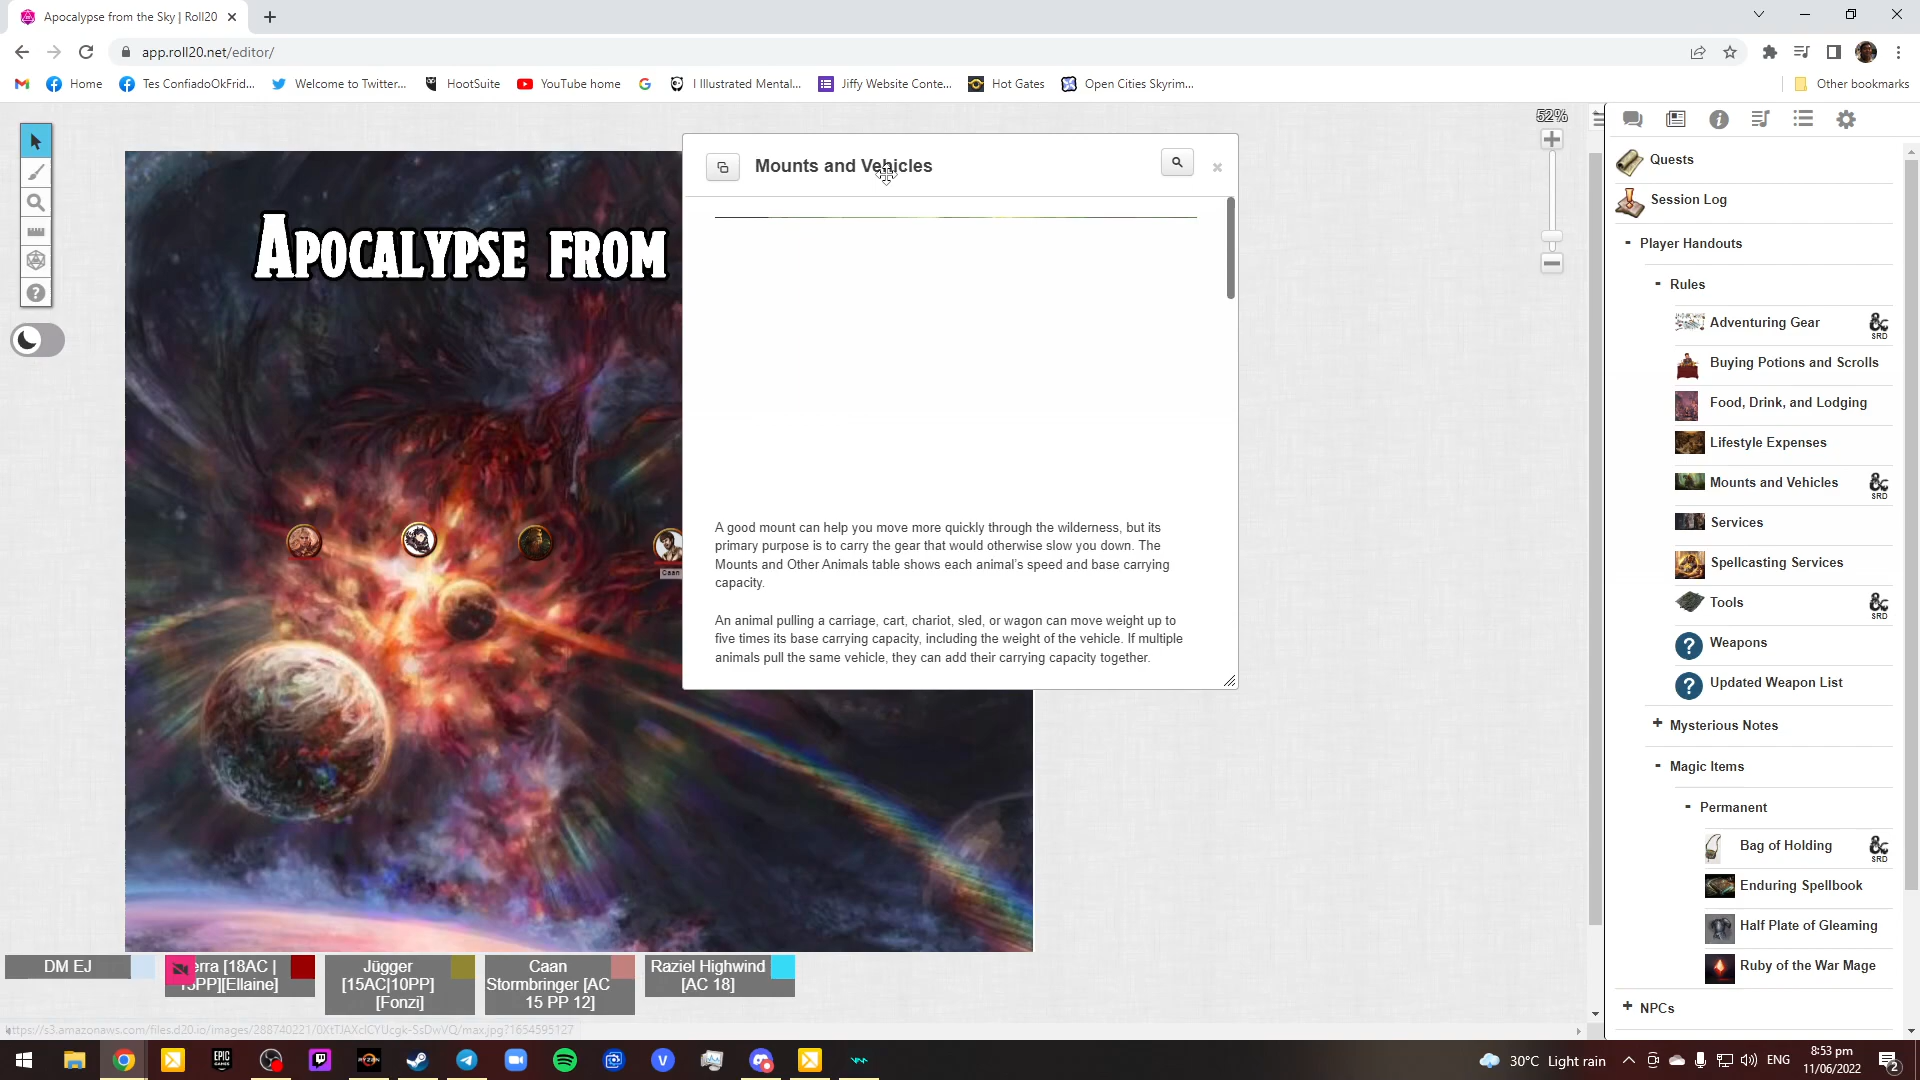 Apocalypse from the Sky | Roll20
app.roll20.net/editor/
Home
Tes ConfiadoOkFrid...
Welcome to Twitter...
HootSuite
YouTube home
I Illustrated Mental...
Jiffy Website Conte...
Hot Gates
Open Cities Skyrim...
Other bookmarks
52%
Apocalypse from
Mounts and Vehicles
A good mount can help you move more quickly through the wilderness, but its
primary purpose is to carry the gear that would otherwise slow you down. The
Mounts and Other Animals table shows each animal's speed and base carrying
capacity.
An animal pulling a carriage, cart, chariot, sled, or wagon can move weight up to
five times its base carrying capacity, including the weight of the vehicle. If multiple
animals pull the same vehicle, they can add their carrying capacity together.
Caan
Quests
Session Log
Player Handouts
Rules
Adventuring Gear
SRD
Buying Potions and Scrolls
Food, Drink, and Lodging
Lifestyle Expenses
Mounts and Vehicles
SRD
Services
Spellcasting Services
Tools
SRD
Weapons
Updated Weapon List
Mysterious Notes
Magic Items
Permanent
Bag of Holding
SRD
Enduring Spellbook
Half Plate of Gleaming
Ruby of the War Mage
NPCs
DM EJ
erra [18AC |
15PP][Ellaine]
Jügger
[15AC|10PP]
[Fonzi]
Caan
Stormbringer [AC
15 PP 12]
Raziel Highwind
[AC 18]
EPIC
GAMES
RYZEN
30°C Light rain
ENG
8:53 pm
11/06/2022
2